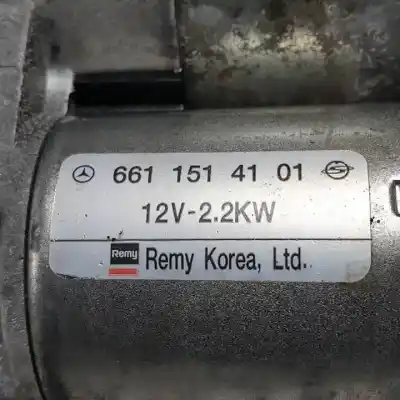 661 151 41 01
12V-2.2KW
Remy Remy Korea, Ltd.